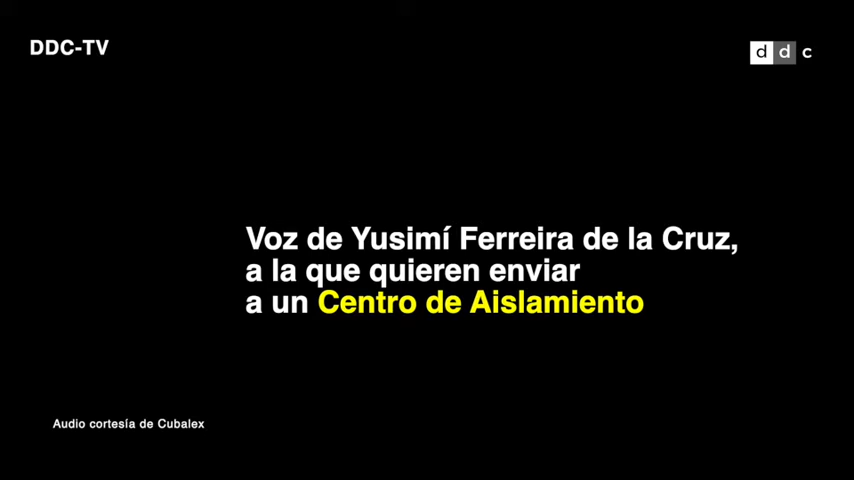 DDC-TV
d d c
Voz de Yusimí Ferreira de la Cruz,
a la que quieren enviar
a un Centro de Aislamiento
Audio cortesía de Cubalex